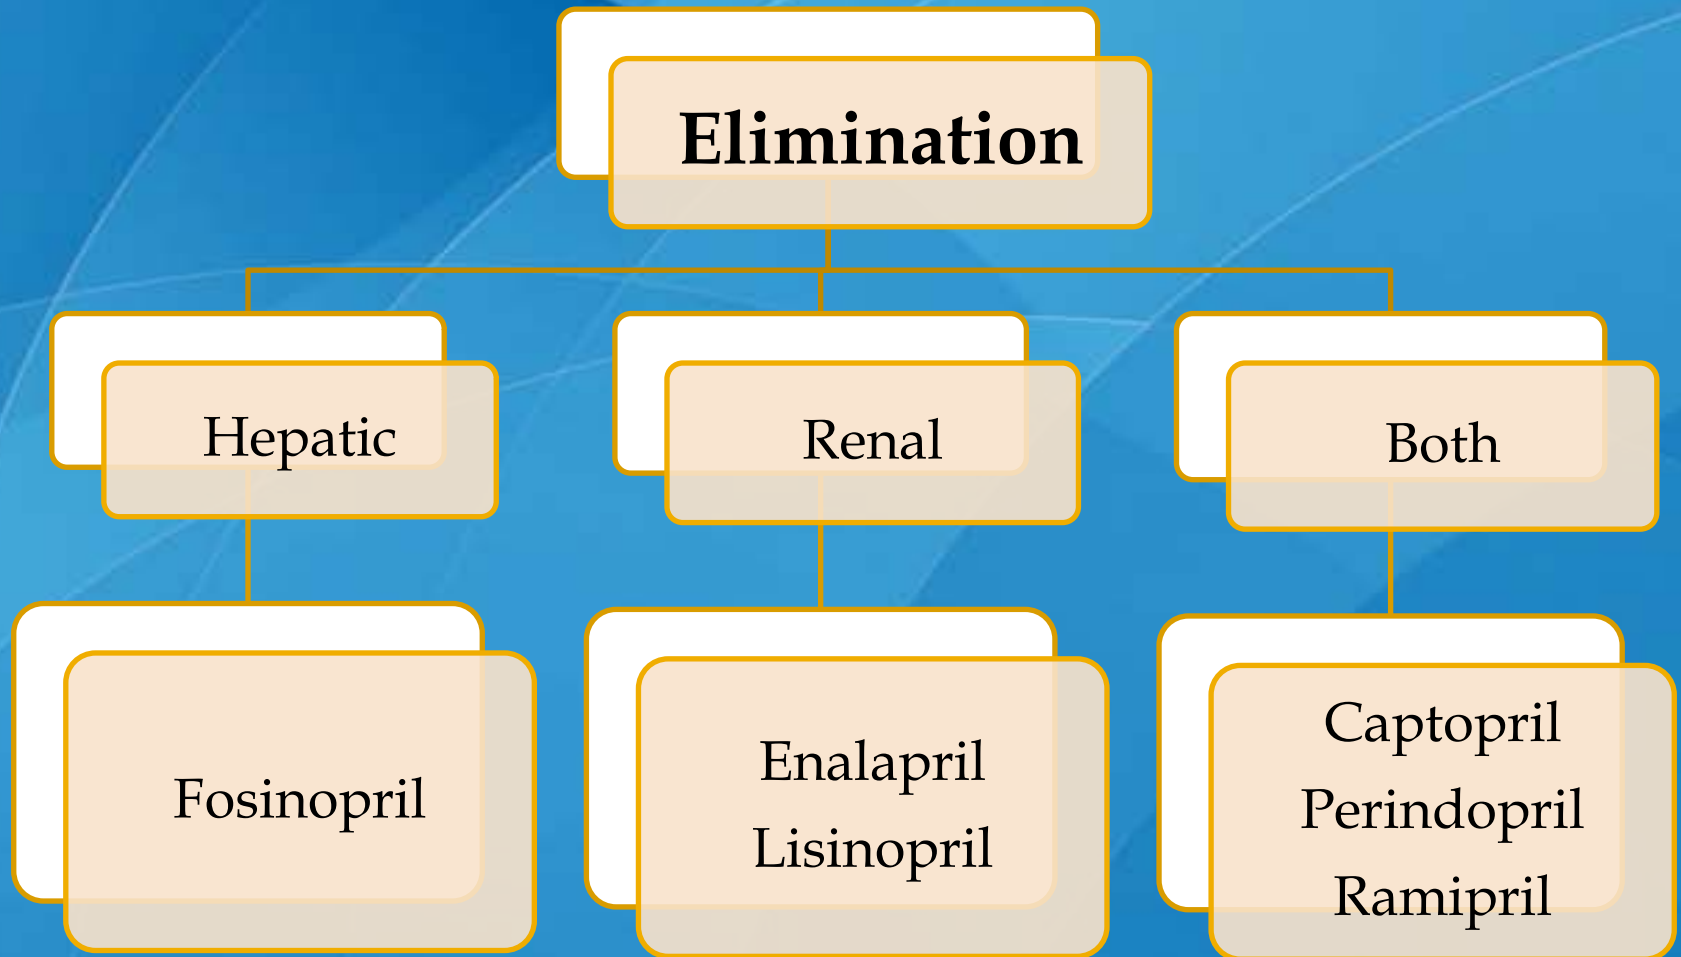 Elimination
Hepatic
Renal
Both
Fosinopril
Enalapril
Lisinopril
Captopril
Perindopril
Ramipril